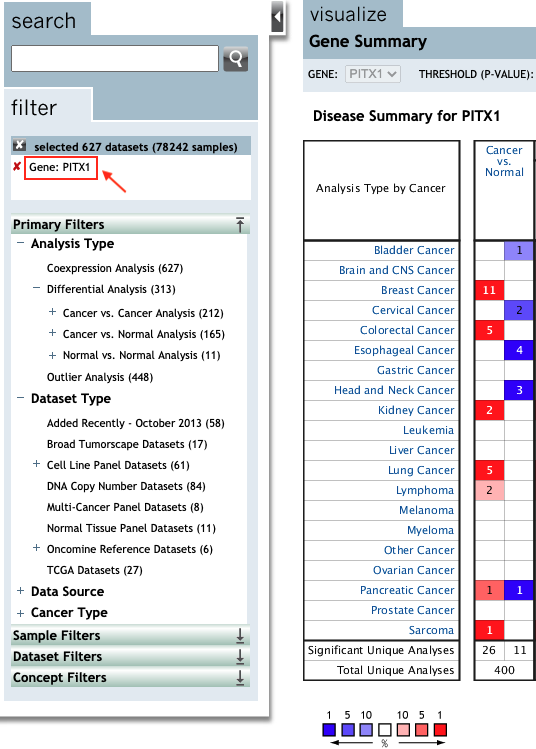 search
filter
selected 627 datasets (78242 samples)
Gene: PITX1
Primary Filters
Analysis Type
Coexpression Analysis (627)
Differential Analysis (313)
Cancer vs. Cancer Analysis (212)
Cancer vs. Normal Analysis (165)
Normal vs. Normal Analysis (11)
Outlier Analysis (448)
Dataset Type
Added Recently - October 2013 (58)
Broad Tumorscape Datasets (17)
Cell Line Panel Datasets (61)
DNA Copy Number Datasets (84)
Multi-Cancer Panel Datasets (8)
Normal Tissue Panel Datasets (11)
Oncomine Reference Datasets (6)
TCGA Datasets (27)
Data Source
Cancer Type
Sample Filters
Dataset Filters
Concept Filters
visualize
Gene Summary
GENE: PITX1 THRESHOLD (P-VALUE):
Disease Summary for PITX1
Analysis Type by Cancer
Cancer
vs.
Normal
Bladder Cancer 1
Brain and CNS Cancer
Breast Cancer 11
Cervical Cancer 2
Colorectal Cancer 5
Esophageal Cancer 4
Gastric Cancer
Head and Neck Cancer 3
Kidney Cancer 2
Leukemia
Liver Cancer
Lung Cancer 5
Lymphoma 2
Melanoma
Myeloma
Other Cancer
Ovarian Cancer
Pancreatic Cancer 1 1
Prostate Cancer
Sarcoma 1
Significant Unique Analyses 26 11
Total Unique Analyses 400
1 5 10 10 5 1
%